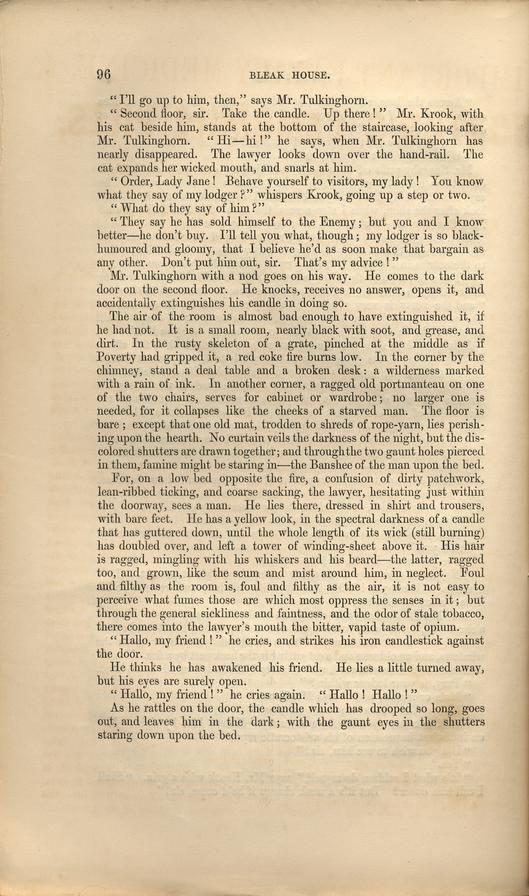 96 BLEAK HOUSE.
“I’ll go up to him, then,” says Mr. Tulkinghorn.
“Second floor, sir. Take the candle. Up there!” Mr. Krook, with
his cat beside him, stands at the bottom of the staircase, looking after
Mr. Tulkinghorn. “Hi—hi!” he says, when Mr. Tulkinghorn has
nearly disappeared. The lawyer looks down over the hand-rail. The
cat expands her wicked mouth, and snarls at him.
“Order, Lady Jane! Behave yourself to visitors, my lady! You know
what they say of my lodger?” whispers Krook, going up a step or two.
“What do they say of him?”
“They say he has sold himself to the Enemy; but you and I know
better—he don’t buy. I’ll tell you what, though; my lodger is so black-
humoured and gloomy, that I believe he’d as soon make that bargain as
any other. Don’t put him out, sir. That’s my advice!”
Mr. Tulkinghorn with a nod goes on his way. He comes to the dark
door on the second floor. He knocks, receives no answer, opens it, and
accidentally extinguishes his candle in doing so.
The air of the room is almost bad enough to have extinguished it, if
he had not. It is a small room, nearly black with soot, and grease, and
dirt. In the rusty skeleton of a grate, pinched at the middle as if
Poverty had gripped it, a red coke fire burns low. In the corner by the
chimney, stand a deal table and a broken desk: a wilderness marked
with a rain of ink. In another corner, a ragged old portmanteau on one
of the two chairs, serves for cabinet or wardrobe; no larger one is
needed, for it collapses like the cheeks of a starved man. The floor is
bare; except that one old mat, trodden to shreds of rope-yarn, lies perish-
ing upon the hearth. No curtain veils the darkness of the night, but the dis-
colored shutters are drawn together; and through the two gaunt holes pierced
in them, famine might be staring in—the Banshee of the man upon the bed.
For, on a low bed opposite the fire, a confusion of dirty patchwork,
lean-ribbed ticking, and coarse sacking, the lawyer, hesitating just within
the doorway, sees a man. He lies there, dressed in shirt and trousers,
with bare feet. He has a yellow look, in the spectral darkness of a candle
that has guttered down, until the whole length of its wick (still burning)
has doubled over, and left a tower of winding-sheet above it. His hair
is ragged, mingling with his whiskers and his beard—the latter, ragged
too, and grown, like the scum and mist around him, in neglect. Foul
and filthy as the room is, foul and filthy as the air, it is not easy to
perceive what fumes those are which most oppress the senses in it; but
through the general sickliness and faintness, and the odor of stale tobacco,
there comes into the lawyer’s mouth the bitter, vapid taste of opium.
“Hallo, my friend!” he cries, and strikes his iron candlestick against
the door.
He thinks he has awakened his friend. He lies a little turned away,
but his eyes are surely open.
“Hallo, my friend!” he cries again. “Hallo! Hallo!”
As he rattles on the door, the candle which has drooped so long, goes
out, and leaves him in the dark; with the gaunt eyes in the shutters
staring down upon the bed.